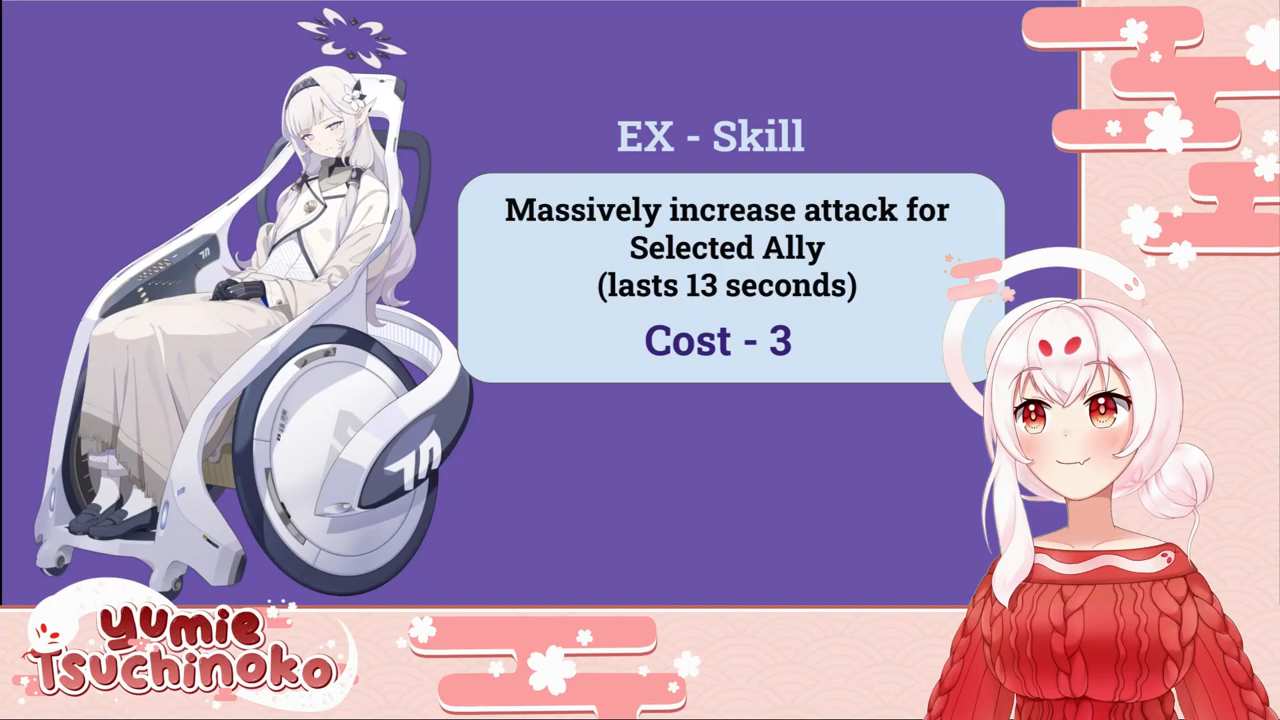 EX - Skill
Massively increase attack for
Selected Ally
(lasts 13 seconds)
Cost - 3
yumie
Tsuchinoko